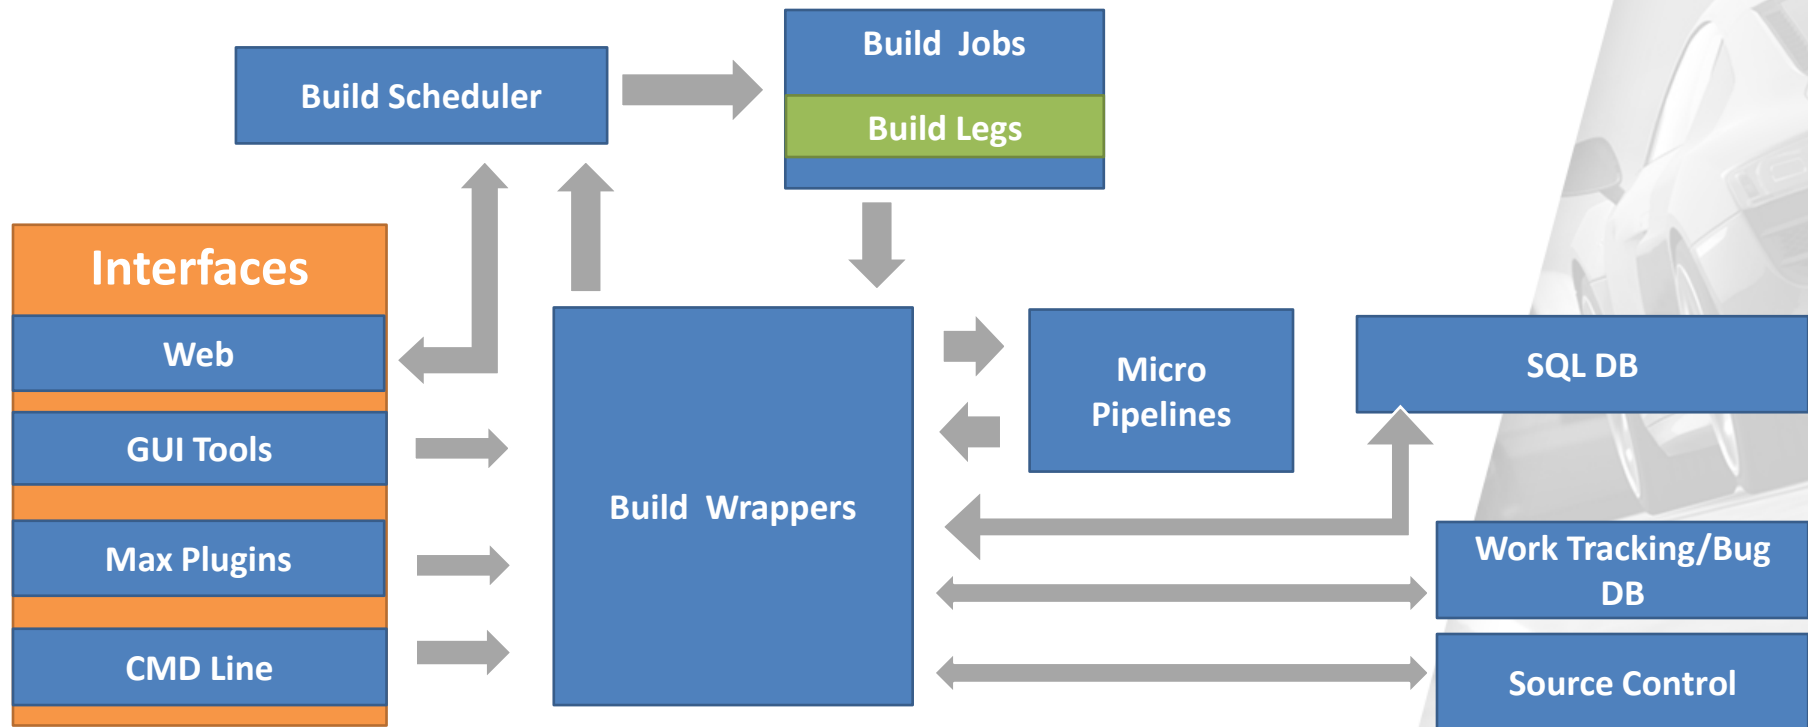 Build Scheduler
Build  Jobs
Build Legs
Interfaces
Web
GUI Tools
Max Plugins
CMD Line
Build  Wrappers
Micro
Pipelines
SQL DB
Work Tracking/Bug
DB
Source Control